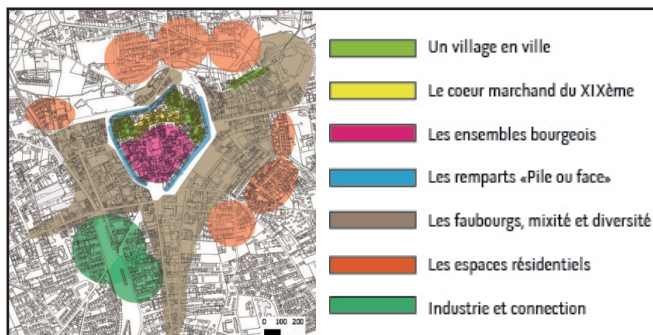 Un village en ville
Le coeur marchand du XIXème
Les ensembles bourgeois
Les remparts «Pile ou face»
Les faubourgs, mixité et diversité
Les espaces résidentiels
Industrie et connection
0 100 200